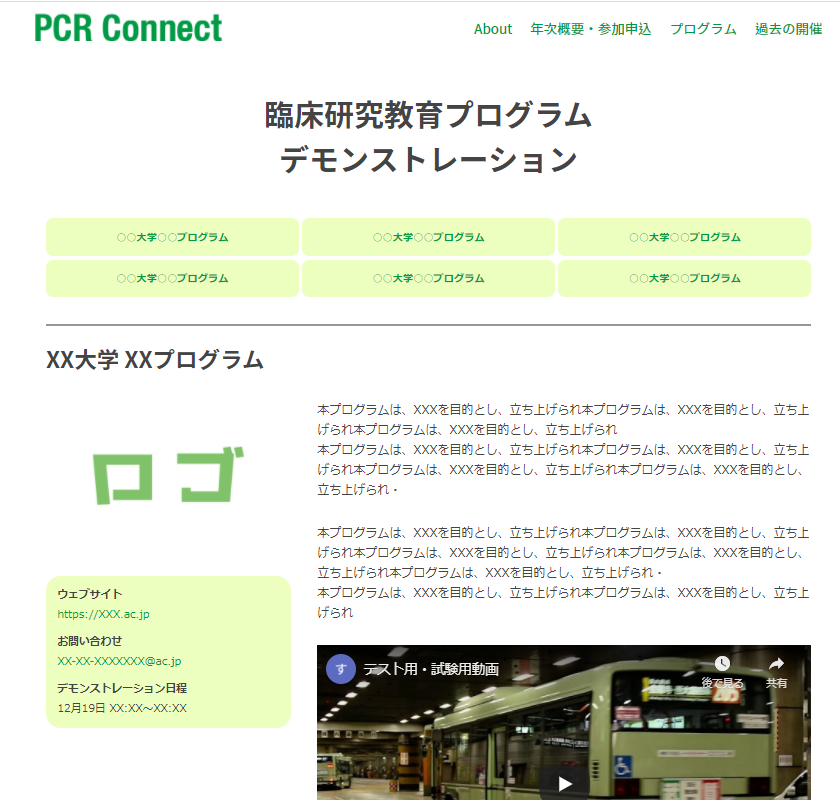 PCR Connect
About 年次概要・参加申込 プログラム 過去の開催
臨床研究教育プログラム
デモンストレーション
○○大学○○プログラム ○○大学○○プログラム ○○大学○○プログラム
○○大学○○プログラム ○○大学○○プログラム ○○大学○○プログラム
XX大学 XXプログラム
ロゴ
本プログラムは、XXXを目的とし、立ち上げられ本プログラムは、XXXを目的とし、立ち上
げられ本プログラムは、XXXを目的とし、立ち上げられ
本プログラムは、XXXを目的とし、立ち上げられ本プログラムは、XXXを目的とし、立ち上
げられ本プログラムは、XXXを目的とし、立ち上げられ本プログラムは、XXXを目的とし、
立ち上げられ・
本プログラムは、XXXを目的とし、立ち上げられ本プログラムは、XXXを目的とし、立ち上
げられ本プログラムは、XXXを目的とし、立ち上げられ本プログラムは、XXXを目的とし、
立ち上げられ本プログラムは、XXXを目的とし、立ち上げられ・
本プログラムは、XXXを目的とし、立ち上げられ本プログラムは、XXXを目的とし、立ち上
げられ
ウェブサイト
https://XXX.ac.jp
お問い合わせ
XX-XX-XXXXXXX@ac.jp
デモンストレーション日程
12月19日 XX:XX～XX:XX
す テスト用・試験用動画
後で見る 共有